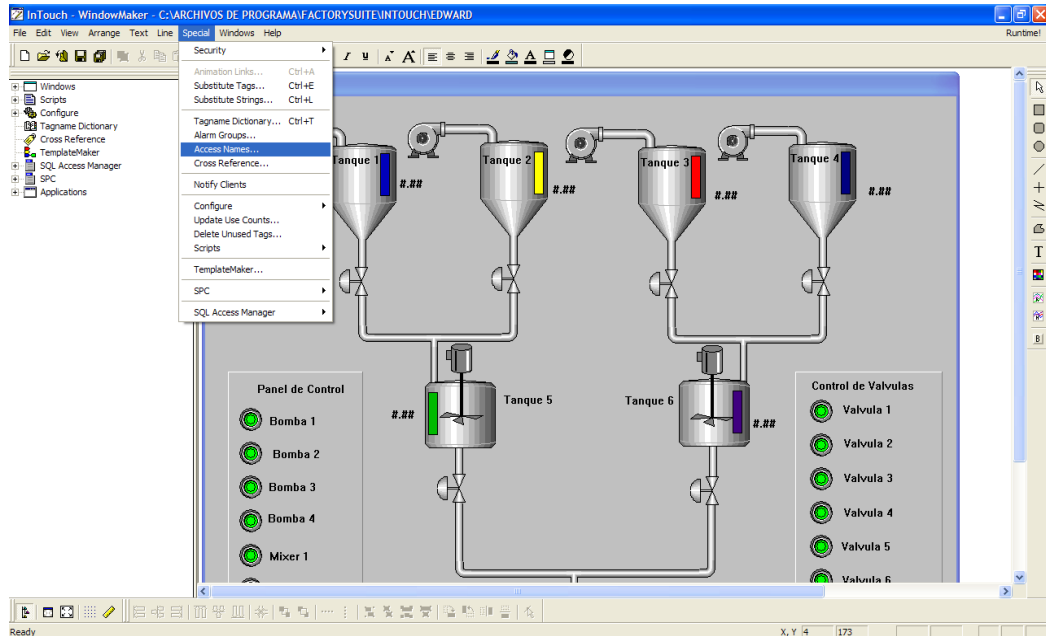 InTouch - WindowMaker - C:\ARCHIVOS DE PROGRAMA\FACTORYSUITE\INTOUCH\EDWARD
File Edit View Arrange Text Line Special Windows Help Runtime!
Security
Animation Links... Ctrl+A
Substitute Tags... Ctrl+E
Substitute Strings... Ctrl+L
Tagname Dictionary... Ctrl+T
Alarm Groups...
Access Names...
Cross Reference...
Notify Clients
Configure
Update Use Counts...
Delete Unused Tags...
Scripts
TemplateMaker...
SPC
SQL Access Manager
Windows
Scripts
Configure
Tagname Dictionary
Cross Reference
TemplateMaker
SQL Access Manager
SPC
Applications
Tanque 1
#.##
Tanque 2
#.##
Tanque 3
#.##
Tanque 4
#.##
Tanque 5
#.##
Tanque 6
#.##
Panel de Control
Bomba 1
Bomba 2
Bomba 3
Bomba 4
Mixer 1
Control de Valvulas
Valvula 1
Valvula 2
Valvula 3
Valvula 4
Valvula 5
Valvula 6
Ready X, Y 4 173